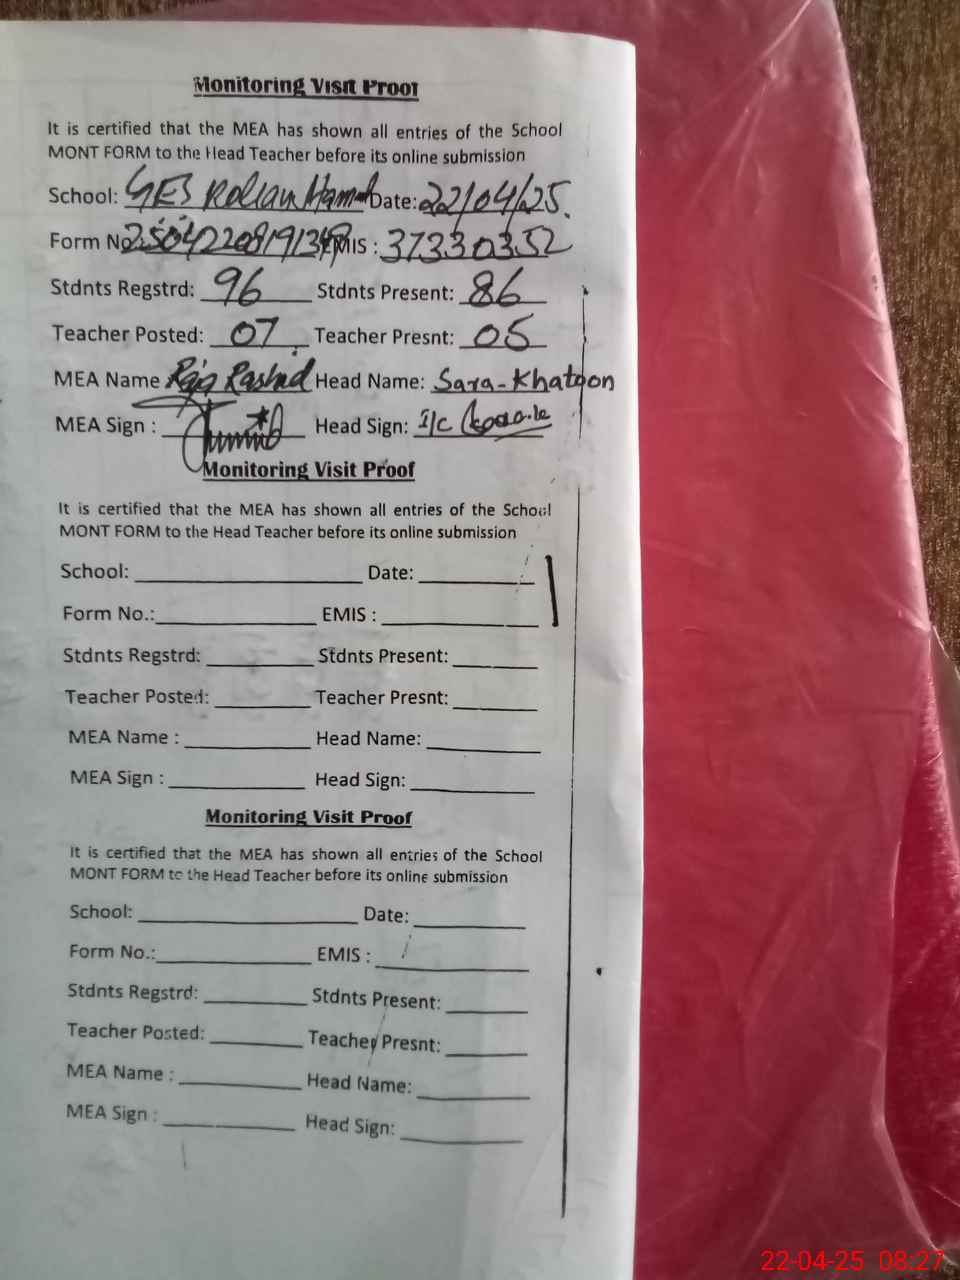 Monitoring Visit Proof
It is certified that the MEA has shown all entries of the School
MONT FORM to the Head Teacher before its online submission
School: GES Date: 22/04/25.
Form No.: EMIS : 37330352
Stdnts Regstrd: 96 Stdnts Present: 86
Teacher Posted: 07 Teacher Presnt: 05
MEA Name Raja Rashid Head Name: Sara-Khatoon
MEA Sign : Head Sign: I/C
Monitoring Visit Proof
It is certified that the MEA has shown all entries of the School
MONT FORM to the Head Teacher before its online submission
School: Date:
Form No.: EMIS :
Stdnts Regstrd: Stdnts Present:
Teacher Posted: Teacher Presnt:
MEA Name : Head Name:
MEA Sign : Head Sign:
Monitoring Visit Proof
It is certified that the MEA has shown all entries of the School
MONT FORM to the Head Teacher before its online submission
School: Date:
Form No.: EMIS :
Stdnts Regstrd: Stdnts Present:
Teacher Posted: Teacher Presnt:
MEA Name : Head Name:
MEA Sign : Head Sign:
22-04-25 08:27